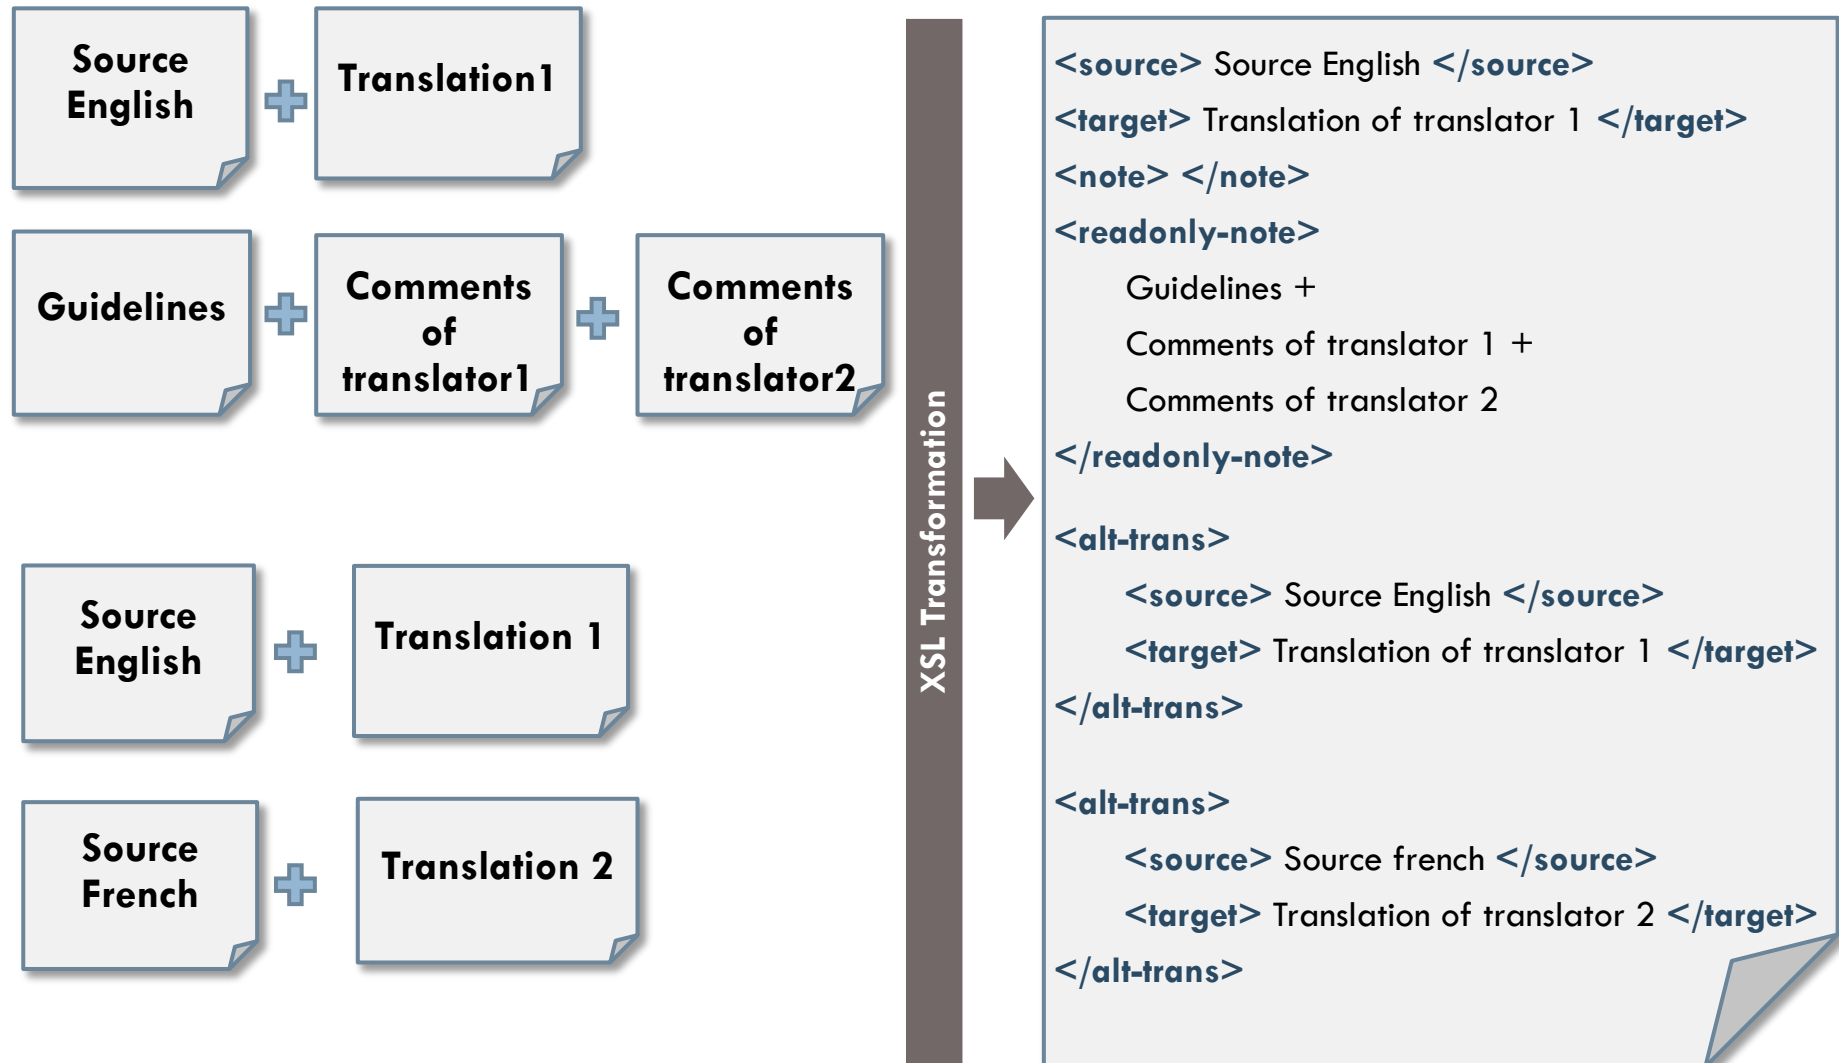 Source
English
Translation1
Guidelines
Comments
of
translator1
Comments
of
translator2
Source
English
Translation 1
Source
French
Translation 2
XSL Transformation
<source> Source English </source>
<target> Translation of translator 1 </target>
<note> </note>
<readonly-note>
Guidelines +
Comments of translator 1 +
Comments of translator 2
</readonly-note>
<alt-trans>
<source> Source English </source>
<target> Translation of translator 1 </target>
</alt-trans>
<alt-trans>
<source> Source french </source>
<target> Translation of translator 2 </target>
</alt-trans>